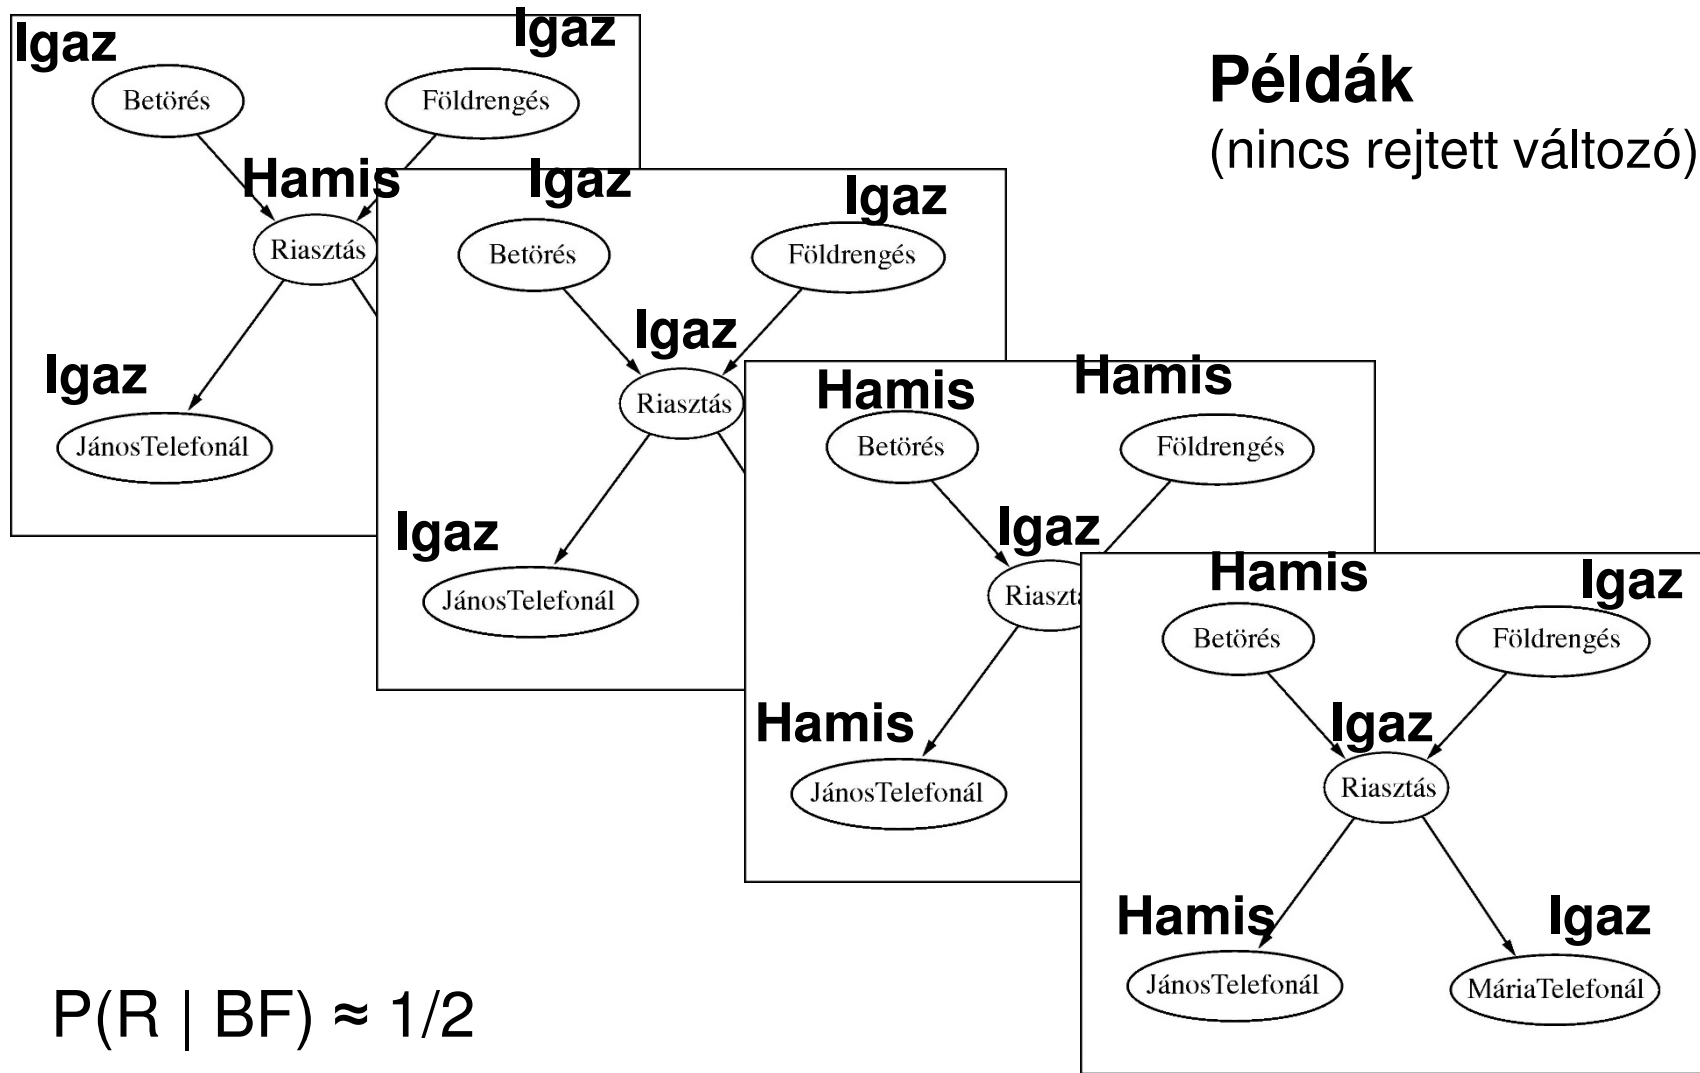 Igaz
Igaz
Betörés
Földrengés
Hamis
Riasztás
Igaz
JánosTelefonál
Példák
(nincs rejtett változó)
Igaz
Igaz
Betörés
Földrengés
Igaz
Riasztás
Igaz
JánosTelefonál
Hamis
Hamis
Betörés
Földrengés
Igaz
Riaszt
Hamis
JánosTelefonál
Hamis
Igaz
Betörés
Földrengés
Igaz
Riasztás
Hamis
Igaz
JánosTelefonál
MáriaTelefonál
P(R | BF) ≈ 1/2